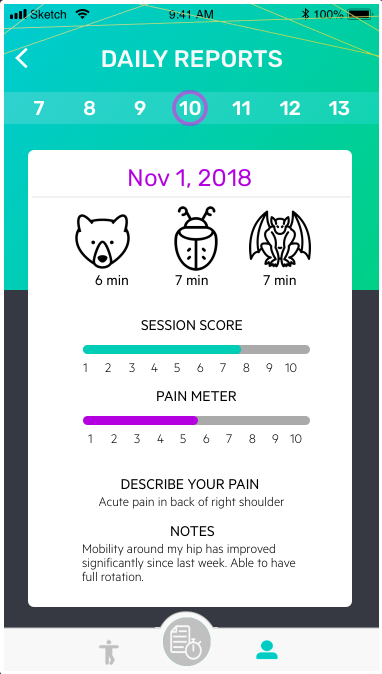 Sketch 9:41 AM 100%
DAILY REPORTS
7 8 9 10 11 12 13
Nov 1, 2018
6 min 7 min 7 min
SESSION SCORE
1 2 3 4 5 6 7 8 9 10
PAIN METER
1 2 3 4 5 6 7 8 9 10
DESCRIBE YOUR PAIN
Acute pain in back of right shoulder
NOTES
Mobility around my hip has improved
significantly since last week. Able to have
full rotation.